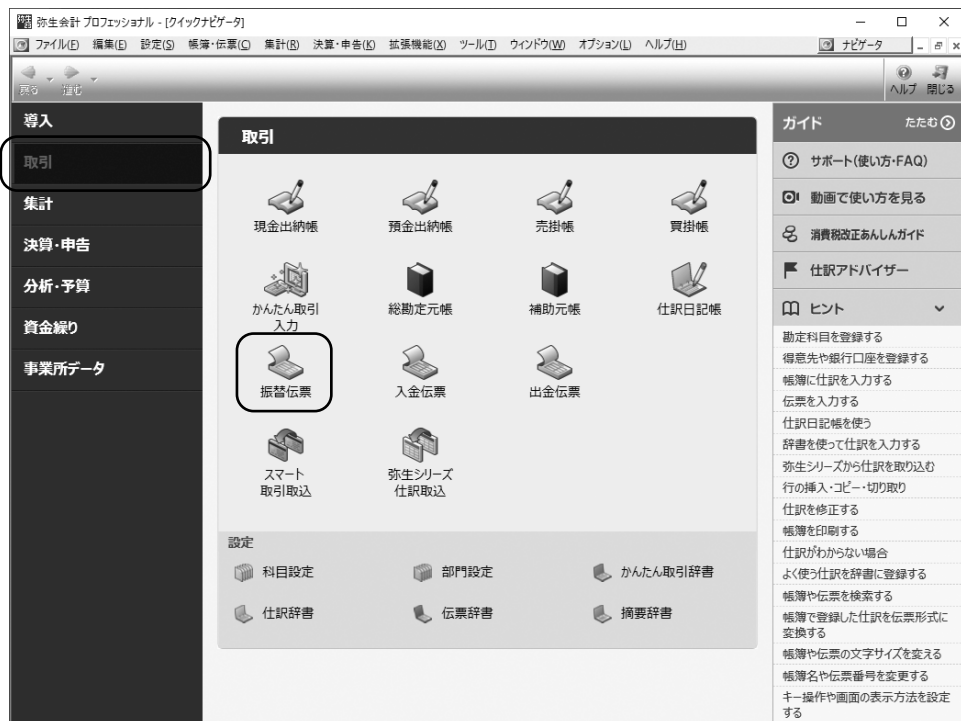 弥生会計 プロフェッショナル - [クイックナビゲータ]
ファイル(F) 編集(E) 設定(S) 帳簿・伝票(C) 集計(R) 決算・申告(K) 拡張機能(X) ツール(T) ウィンドウ(W) オプション(L) ヘルプ(H) ナビゲータ
戻る 進む ヘルプ 閉じる
導入
取引
集計
決算・申告
分析・予算
資金繰り
事業所データ
取引
現金出納帳 預金出納帳 売掛帳 買掛帳
かんたん取引 総勘定元帳 補助元帳 仕訳日記帳
入力
振替伝票 入金伝票 出金伝票
スマート 弥生シリーズ
取引取込 仕訳取込
設定
科目設定 部門設定 かんたん取引辞書
仕訳辞書 伝票辞書 摘要辞書
ガイド たたむ
サポート(使い方・FAQ)
動画で使い方を見る
消費税改正あんしんガイド
仕訳アドバイザー
ヒント
勘定科目を登録する
得意先や銀行口座を登録する
帳簿に仕訳を入力する
伝票を入力する
仕訳日記帳を使う
辞書を使って仕訳を入力する
弥生シリーズから仕訳を取り込む
行の挿入・コピー・切り取り
仕訳を修正する
帳簿を印刷する
仕訳がわからない場合
よく使う仕訳を辞書に登録する
帳簿や伝票を検索する
帳簿で登録した仕訳を伝票形式に
変換する
帳簿や伝票の文字サイズを変える
帳簿名や伝票番号を変更する
キー操作や画面の表示方法を設定
する